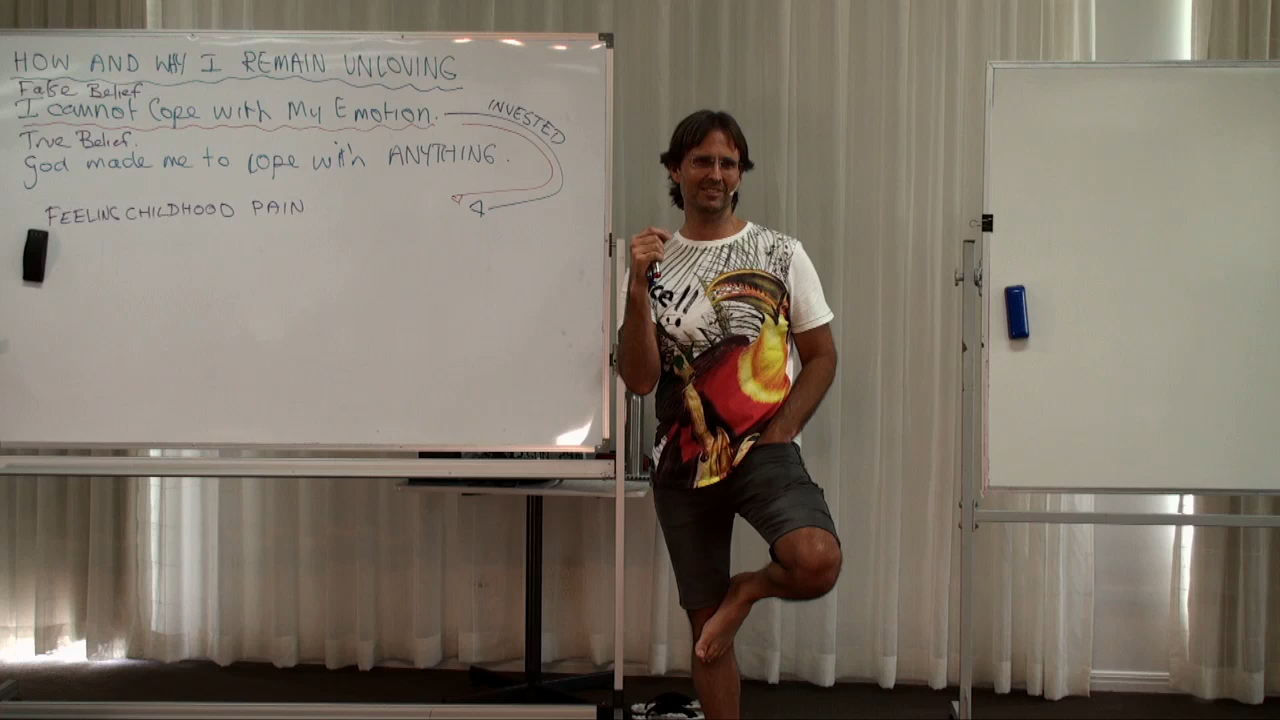 HOW AND WHY I REMAIN UNLOVING
False Belief
I cannot Cope with My Emotion.
INVESTED
True Belief.
God made me to cope with ANYTHING.
FEELING CHILDHOOD PAIN